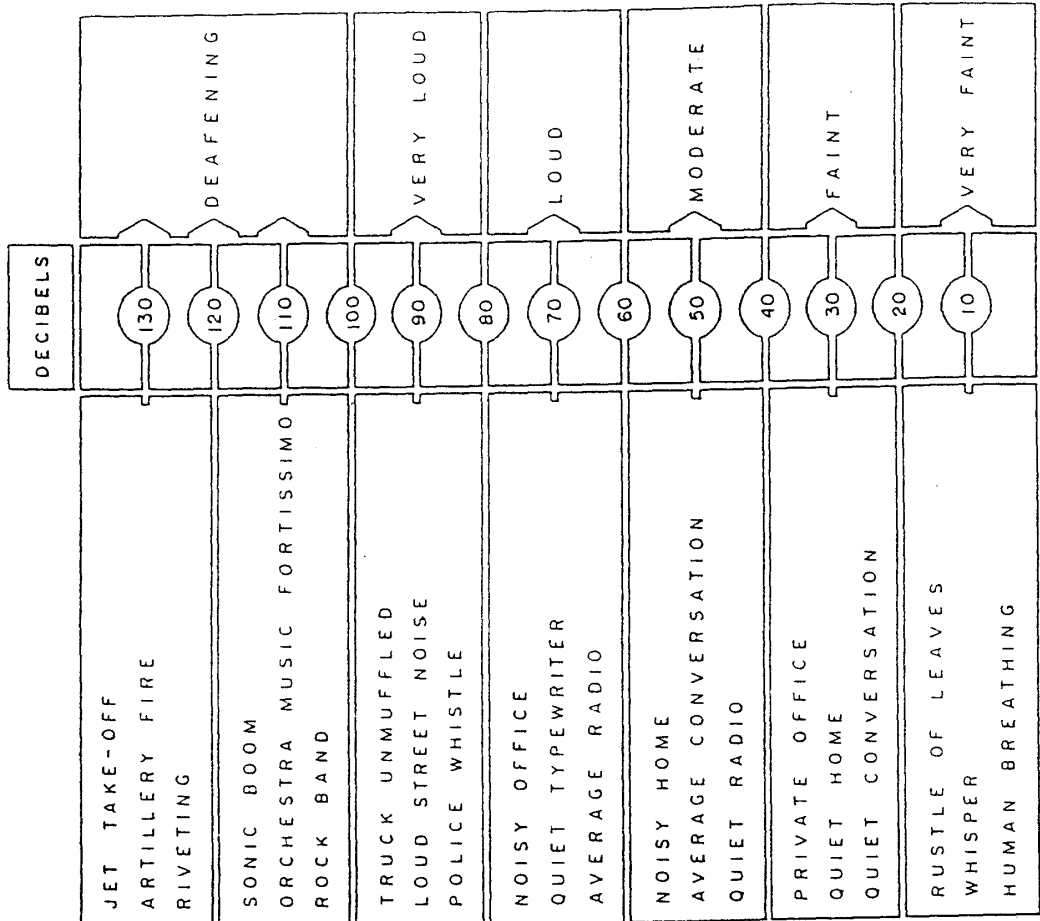 DECIBELS
JET TAKE-OFF
ARTILLERY FIRE
RIVETING
130
120
DEAFENING
SONIC BOOM
ORCHESTRA MUSIC FORTISSIMO
ROCK BAND
110
100
TRUCK UNMUFFLED
LOUD STREET NOISE
POLICE WHISTLE
90
VERY LOUD
80
NOISY OFFICE
QUIET TYPEWRITER
AVERAGE RADIO
70
LOUD
60
NOISY HOME
AVERAGE CONVERSATION
QUIET RADIO
50
MODERATE
40
PRIVATE OFFICE
QUIET HOME
QUIET CONVERSATION
30
FAINT
20
RUSTLE OF LEAVES
WHISPER
HUMAN BREATHING
10
VERY FAINT